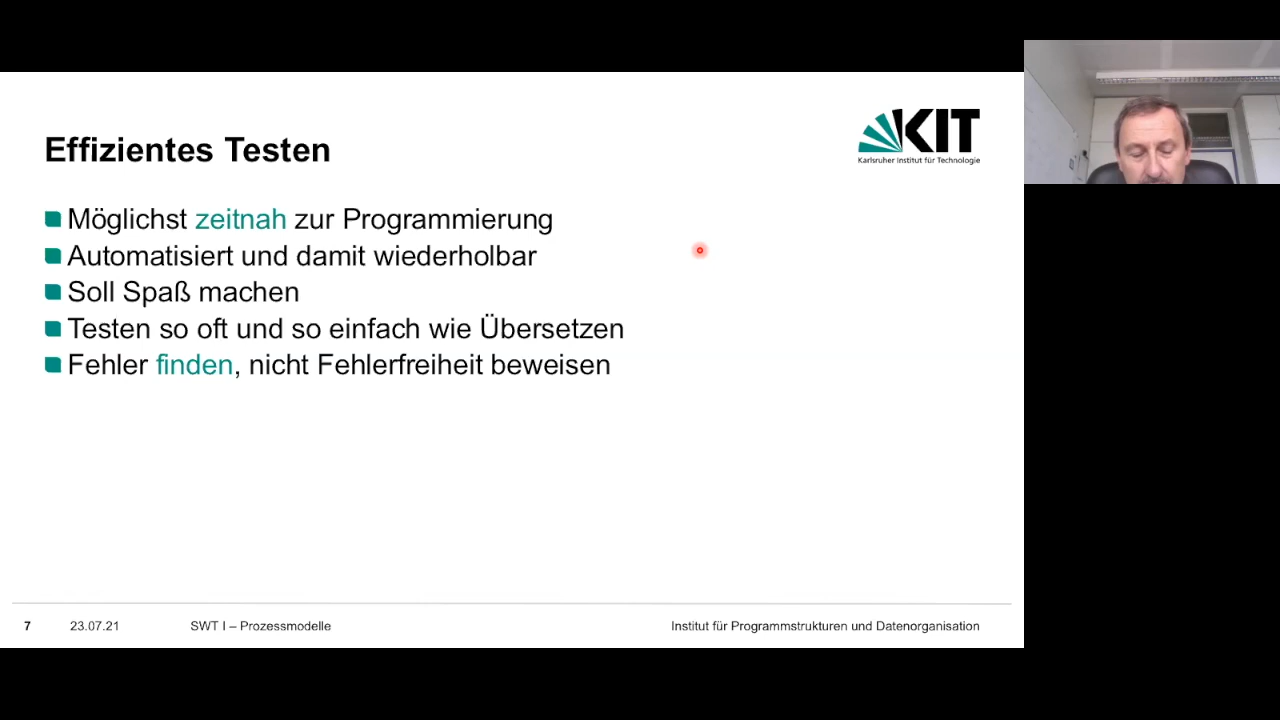 KIT
Karlsruher Institut für Technologie
Effizientes Testen
Möglichst zeitnah zur Programmierung
Automatisiert und damit wiederholbar
Soll Spaß machen
Testen so oft und so einfach wie Übersetzen
Fehler finden, nicht Fehlerfreiheit beweisen
7 23.07.21 SWT I – Prozessmodelle Institut für Programmstrukturen und Datenorganisation